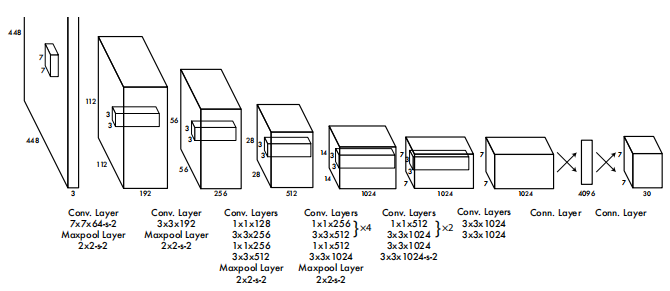 448
7
7
448
3
112
3
3
112
192
56
3
3
56
256
28
3
3
28
512
14
3
3
14
1024
7
3
3
7
1024
7
7
1024
4096
7
7
30
Conv. Layer
7x7x64-s-2
Maxpool Layer
2x2-s-2
Conv. Layer
3x3x192
Maxpool Layer
2x2-s-2
Conv. Layers
1x1x128
3x3x256
1x1x256
3x3x512
Maxpool Layer
2x2-s-2
Conv. Layers
1x1x256
3x3x512 }×4
1x1x512
3x3x1024
Maxpool Layer
2x2-s-2
Conv. Layers
1x1x512
3x3x1024 }×2
3x3x1024
3x3x1024-s-2
Conv. Layers
3x3x1024
3x3x1024
Conn. Layer
Conn. Layer